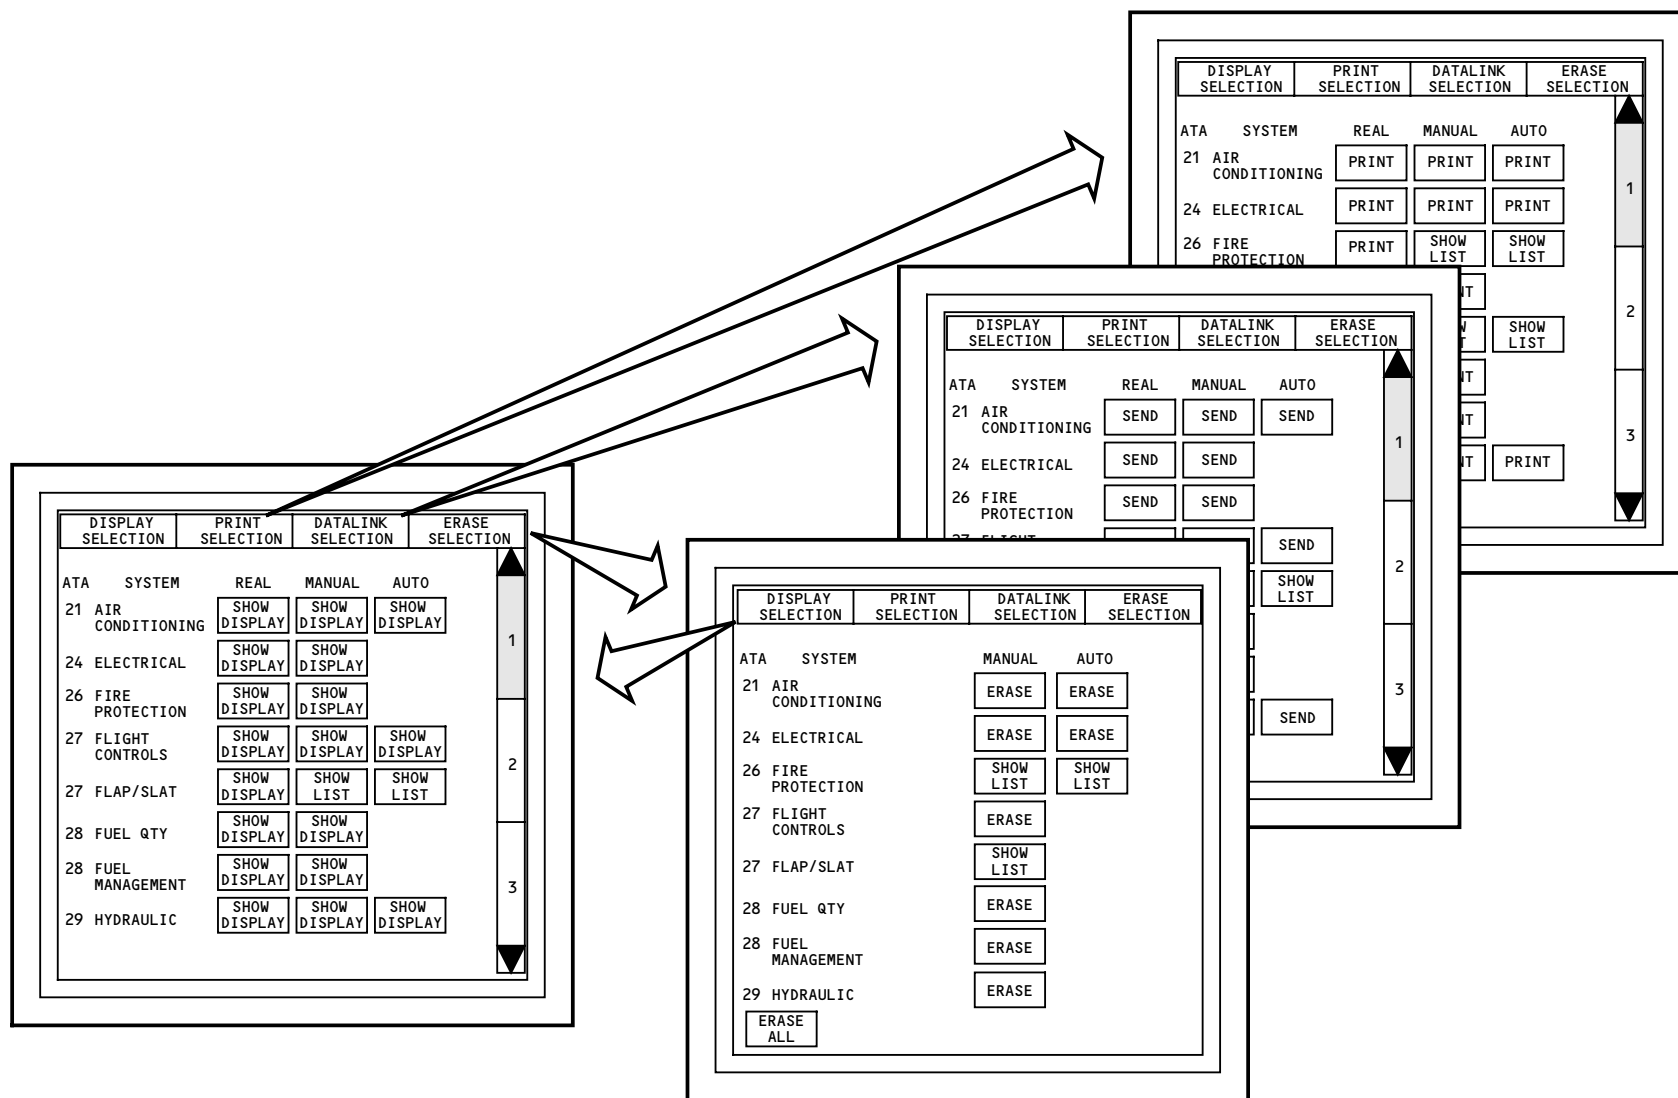 DISPLAY SELECTION PRINT SELECTION DATALINK SELECTION ERASE SELECTION
ATA SYSTEM REAL MANUAL AUTO
21 AIR CONDITIONING PRINT PRINT PRINT
24 ELECTRICAL PRINT PRINT PRINT
26 FIRE PROTECTION PRINT SHOW LIST SHOW LIST
SHOW LIST
PRINT
1
2
3
DISPLAY SELECTION PRINT SELECTION DATALINK SELECTION ERASE SELECTION
ATA SYSTEM REAL MANUAL AUTO
21 AIR CONDITIONING SEND SEND SEND
24 ELECTRICAL SEND SEND
26 FIRE PROTECTION SEND SEND
SEND
SHOW LIST
SEND
1
2
3
DISPLAY SELECTION PRINT SELECTION DATALINK SELECTION ERASE SELECTION
ATA SYSTEM REAL MANUAL AUTO
21 AIR CONDITIONING SHOW DISPLAY SHOW DISPLAY SHOW DISPLAY
24 ELECTRICAL SHOW DISPLAY SHOW DISPLAY
26 FIRE PROTECTION SHOW DISPLAY SHOW DISPLAY
27 FLIGHT CONTROLS SHOW DISPLAY SHOW DISPLAY SHOW DISPLAY
27 FLAP/SLAT SHOW DISPLAY SHOW LIST SHOW LIST
28 FUEL QTY SHOW DISPLAY SHOW DISPLAY
28 FUEL MANAGEMENT SHOW DISPLAY SHOW DISPLAY
29 HYDRAULIC SHOW DISPLAY SHOW DISPLAY SHOW DISPLAY
1
2
3
DISPLAY SELECTION PRINT SELECTION DATALINK SELECTION ERASE SELECTION
ATA SYSTEM MANUAL AUTO
21 AIR CONDITIONING ERASE ERASE
24 ELECTRICAL ERASE ERASE
26 FIRE PROTECTION SHOW LIST SHOW LIST
27 FLIGHT CONTROLS ERASE
27 FLAP/SLAT SHOW LIST
28 FUEL QTY ERASE
28 FUEL MANAGEMENT ERASE
29 HYDRAULIC ERASE
ERASE ALL